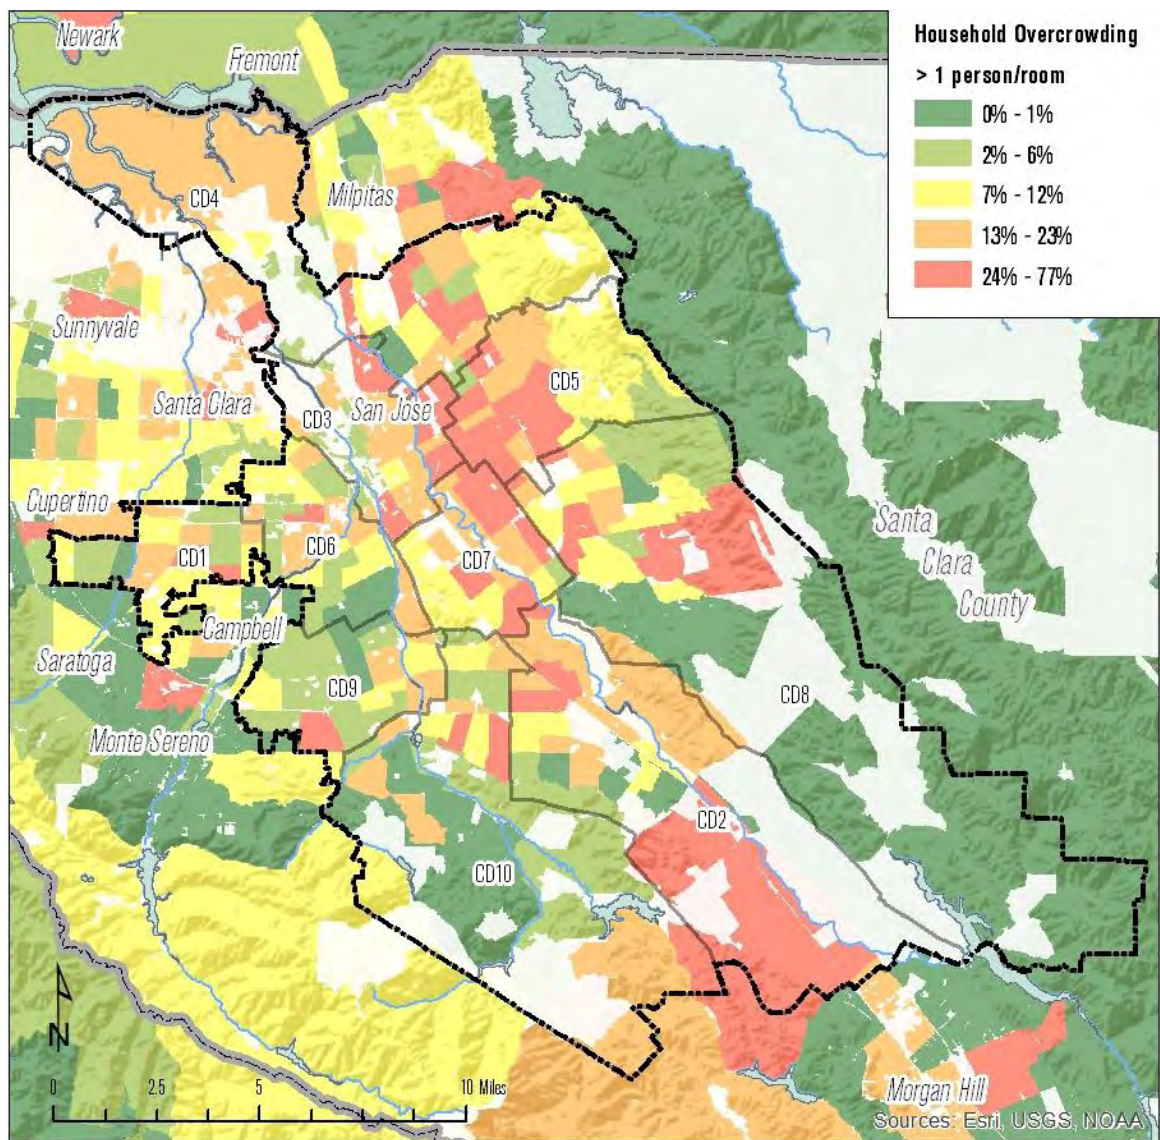 Household Overcrowding
> 1 person/room
0% - 1%
2% - 6%
7% - 12%
13% - 23%
24% - 77%
Newark
Fremont
CD4
Milpitas
Sunnyvale
Santa Clara
CD3
San Jose
CD5
Cupertino
CD1
CD6
CD7
Santa
Clara
County
Campbell
Saratoga
CD9
CD8
Monte Sereno
CD2
CD10
N
0 2.5 5 10 Miles
Morgan Hill
Sources: Esri, USGS, NOAA